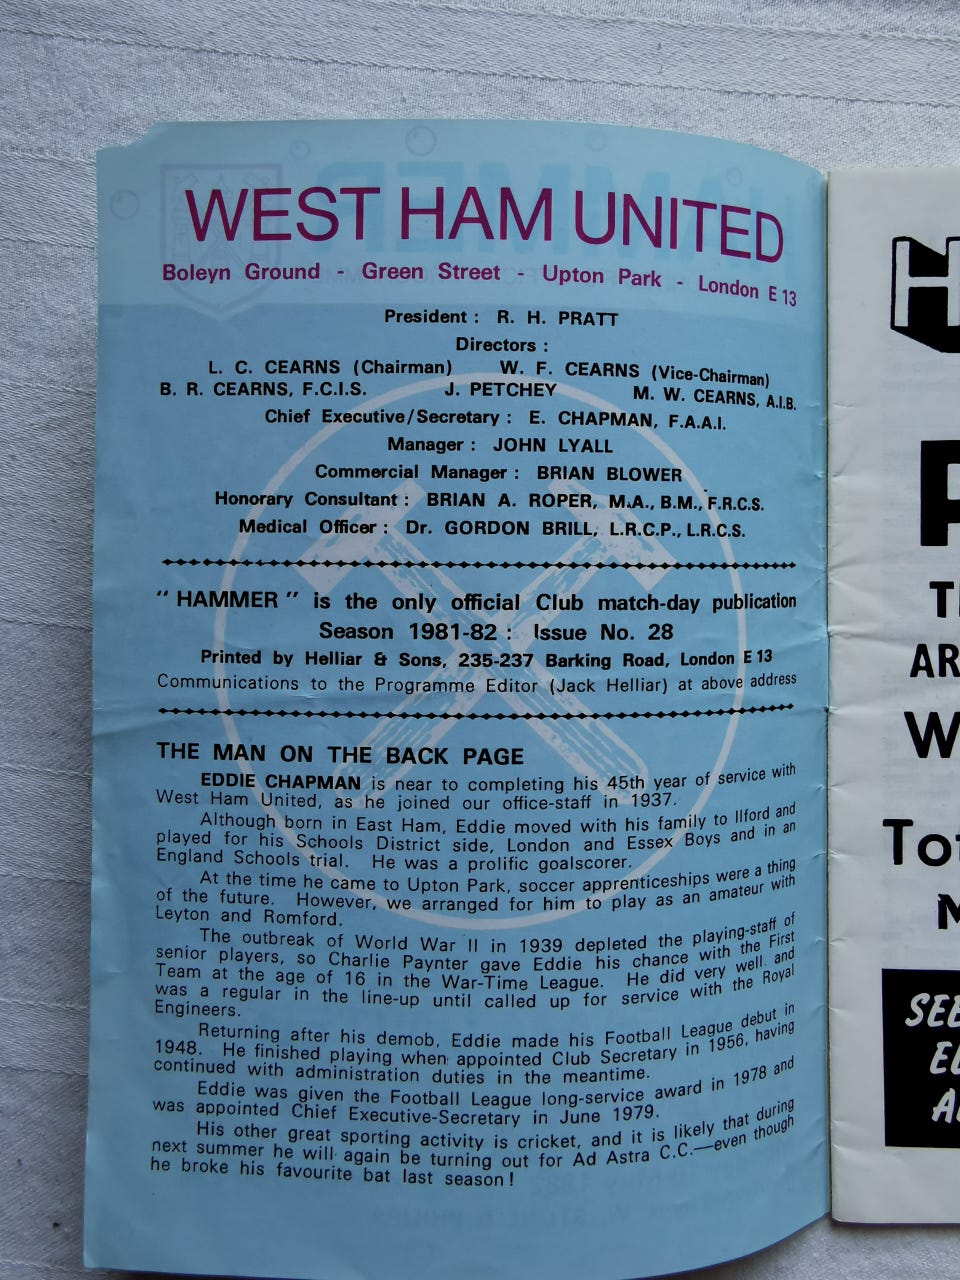 WEST HAM UNITED
Boleyn Ground - Green Street - Upton Park - London E 13
President : R. H. PRATT
Directors :
L. C. CEARNS (Chairman) W. F. CEARNS (Vice-Chairman)
B. R. CEARNS, F.C.I.S. J. PETCHEY M. W. CEARNS, A.I.B.
Chief Executive/Secretary : E. CHAPMAN, F.A.A.I.
Manager : JOHN LYALL
Commercial Manager : BRIAN BLOWER
Honorary Consultant : BRIAN A. ROPER, M.A., B.M., F.R.C.S.
Medical Officer : Dr. GORDON BRILL, L.R.C.P., L.R.C.S.
" HAMMER " is the only official Club match-day publication
Season 1981-82 : Issue No. 28
Printed by Helliar & Sons, 235-237 Barking Road, London E 13
Communications to the Programme Editor (Jack Helliar) at above address
THE MAN ON THE BACK PAGE
EDDIE CHAPMAN is near to completing his 45th year of service with
West Ham United, as he joined our office-staff in 1937.
Although born in East Ham, Eddie moved with his family to Ilford and
played for his Schools District side, London and Essex Boys and in an
England Schools trial. He was a prolific goalscorer.
At the time he came to Upton Park, soccer apprenticeships were a thing
of the future. However, we arranged for him to play as an amateur with
Leyton and Romford.
The outbreak of World War II in 1939 depleted the playing-staff of
senior players, so Charlie Paynter gave Eddie his chance with the First
Team at the age of 16 in the War-Time League. He did very well and
was a regular in the line-up until called up for service with the Royal
Engineers.
Returning after his demob, Eddie made his Football League debut in
1948. He finished playing when appointed Club Secretary in 1956, having
continued with administration duties in the meantime.
Eddie was given the Football League long-service award in 1978 and
was appointed Chief Executive-Secretary in June 1979.
His other great sporting activity is cricket, and it is likely that during
next summer he will again be turning out for Ad Astra C.C.—even though
he broke his favourite bat last season !